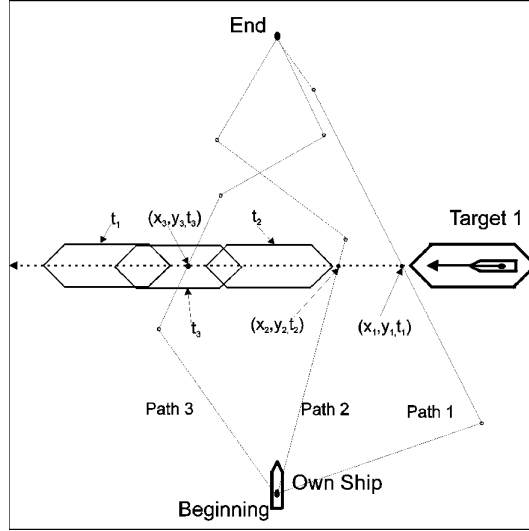 End
t1
(x3,y3,t3)
t2
Target 1
t3
(x2,y2,t2)
(x1,y1,t1)
Path 3
Path 2
Path 1
Own Ship
Beginning